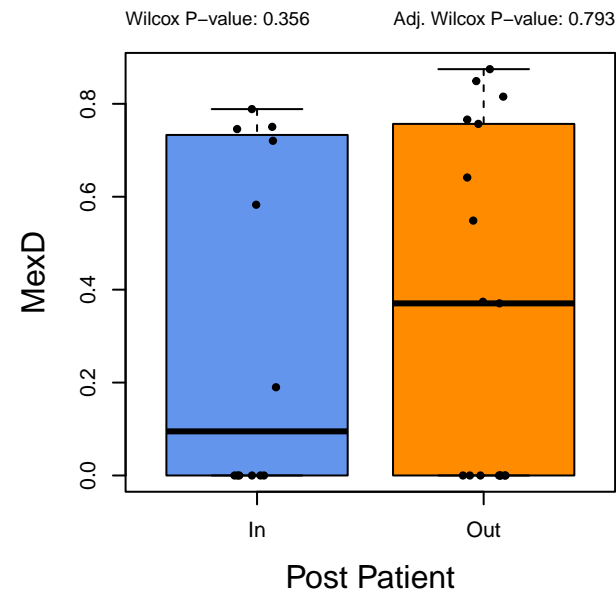 Wilcox P−value: 0.356
Adj. Wilcox P−value: 0.793
MexD
0.8
0.6
0.4
0.2
0.0
In
Out
Post Patient